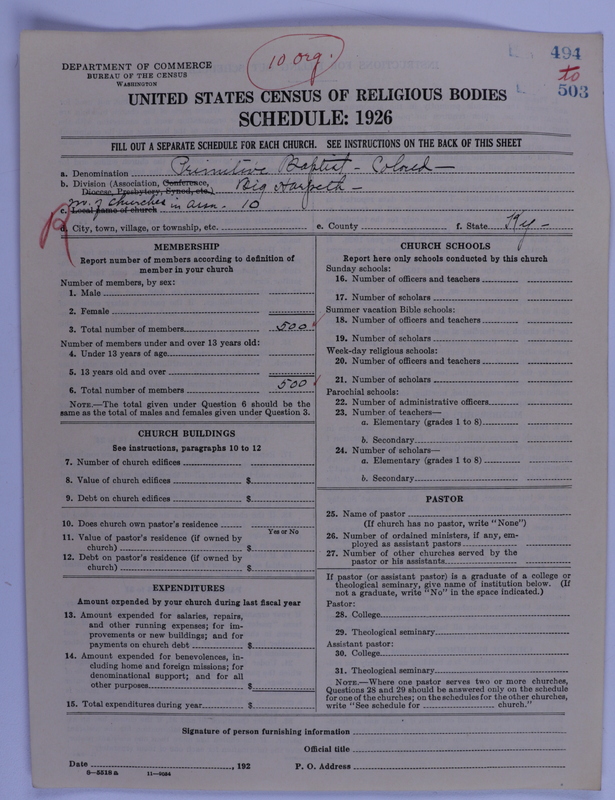 10 org.
494
to
503
DEPARTMENT OF COMMERCE
BUREAU OF THE CENSUS
WASHINGTON
UNITED STATES CENSUS OF RELIGIOUS BODIES
SCHEDULE: 1926
FILL OUT A SEPARATE SCHEDULE FOR EACH CHURCH. SEE INSTRUCTIONS ON THE BACK OF THIS SHEET
a. Denomination Primitive Baptist - Colored -
b. Division (Association, Conference, Big Harpeth -
Diocese, Presbytery, Synod, etc.)
no. of churches in assn. 10
c. Local name of church
d. City, town, village, or township, etc. e. County f. State Ky -
MEMBERSHIP
Report number of members according to definition of
member in your church
Number of members, by sex:
1. Male
2. Female
3. Total number of members 500
Number of members under and over 13 years old:
4. Under 13 years of age
5. 13 years old and over
6. Total number of members 500
NOTE.—The total given under Question 6 should be the
same as the total of males and females given under Question 3.
CHURCH BUILDINGS
See instructions, paragraphs 10 to 12
7. Number of church edifices
8. Value of church edifices $
9. Debt on church edifices $
10. Does church own pastor's residence
Yes or No
11. Value of pastor's residence (if owned by
church) $
12. Debt on pastor's residence (if owned by
church) $
EXPENDITURES
Amount expended by your church during last fiscal year
13. Amount expended for salaries, repairs,
and other running expenses; for im-
provements or new buildings; and for
payments on church debt $
14. Amount expended for benevolences, in-
cluding home and foreign missions; for
denominational support; and for all
other purposes $
15. Total expenditures during year $
CHURCH SCHOOLS
Report here only schools conducted by this church
Sunday schools:
16. Number of officers and teachers
17. Number of scholars
Summer vacation Bible schools:
18. Number of officers and teachers
19. Number of scholars
Week-day religious schools:
20. Number of officers and teachers
21. Number of scholars
Parochial schools:
22. Number of administrative officers
23. Number of teachers—
a. Elementary (grades 1 to 8)
b. Secondary
24. Number of scholars—
a. Elementary (grades 1 to 8)
b. Secondary
PASTOR
25. Name of pastor
(If church has no pastor, write "None")
26. Number of ordained ministers, if any, em-
ployed as assistant pastors
27. Number of other churches served by the
pastor or his assistants
If pastor (or assistant pastor) is a graduate of a college or
theological seminary, give name of institution below. (If
not a graduate, write "No" in the space indicated.)
Pastor:
28. College
29. Theological seminary
Assistant pastor:
30. College
31. Theological seminary
NOTE.—Where one pastor serves two or more churches,
Questions 28 and 29 should be answered only on the schedule
for one of the churches; on the schedules for the other churches,
write "See schedule for church."
Signature of person furnishing information
Official title
Date , 192 P. O. Address
8—5518a 11—9034